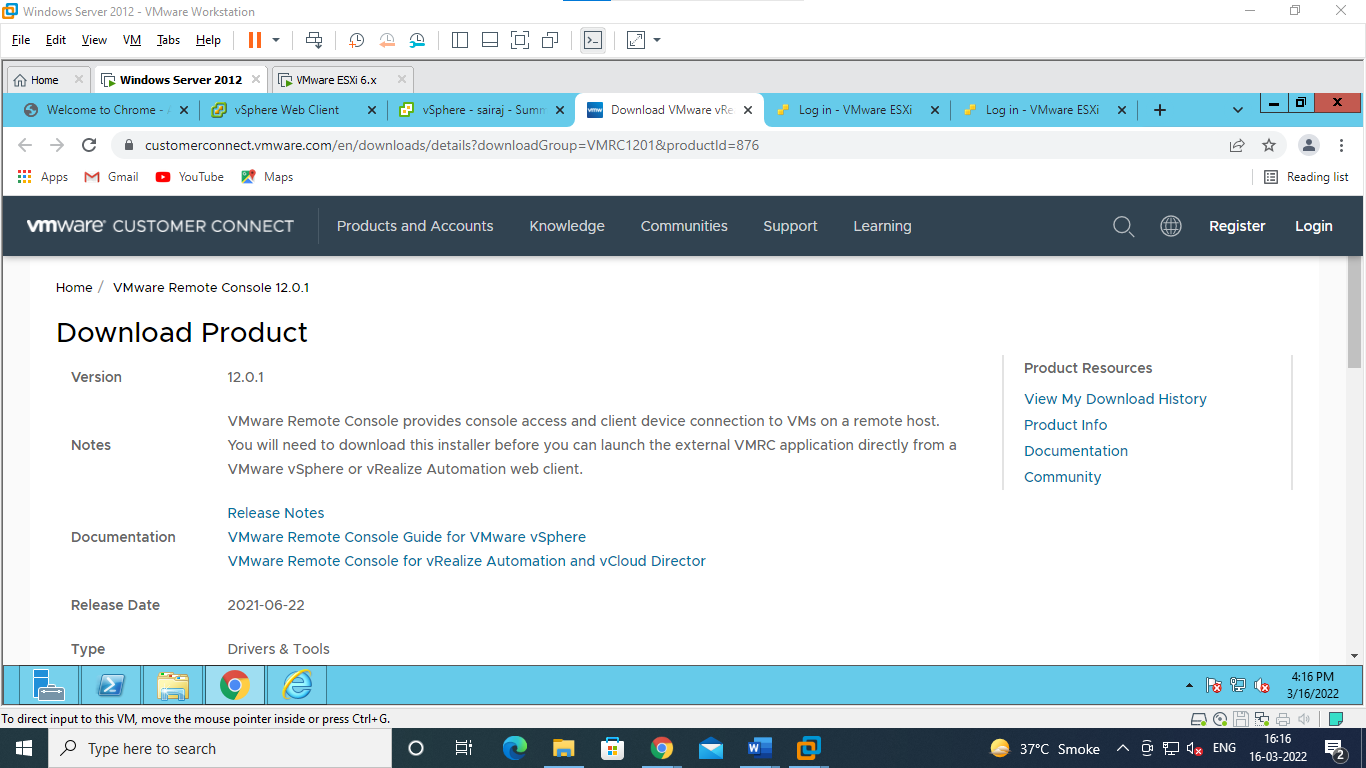 Windows Server 2012 - VMware Workstation
File Edit View VM Tabs Help
Home Windows Server 2012 VMware ESXi 6.x
Welcome to Chrome - vSphere Web Client vSphere - sairaj - Summ Download VMware vRe Log in - VMware ESXi Log in - VMware ESXi
customerconnect.vmware.com/en/downloads/details?downloadGroup=VMRC1201&productId=876
Apps Gmail YouTube Maps Reading list
vmware® CUSTOMER CONNECT Products and Accounts Knowledge Communities Support Learning Register Login
Home / VMware Remote Console 12.0.1
Download Product
Version 12.0.1
Notes VMware Remote Console provides console access and client device connection to VMs on a remote host.
You will need to download this installer before you can launch the external VMRC application directly from a
VMware vSphere or vRealize Automation web client.
Documentation Release Notes
VMware Remote Console Guide for VMware vSphere
VMware Remote Console for vRealize Automation and vCloud Director
Release Date 2021-06-22
Type Drivers & Tools
Product Resources
View My Download History
Product Info
Documentation
Community
4:16 PM
3/16/2022
To direct input to this VM, move the mouse pointer inside or press Ctrl+G.
Type here to search
37°C Smoke
ENG
16:16
16-03-2022
2